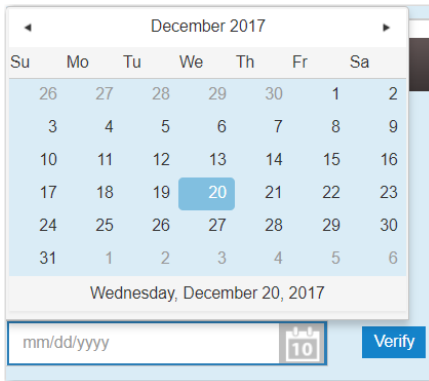 ◄ December 2017 ►
Su Mo Tu We Th Fr Sa
26 27 28 29 30 1 2
3 4 5 6 7 8 9
10 11 12 13 14 15 16
17 18 19 20 21 22 23
24 25 26 27 28 29 30
31 1 2 3 4 5 6
Wednesday, December 20, 2017
mm/dd/yyyy 10 Verify